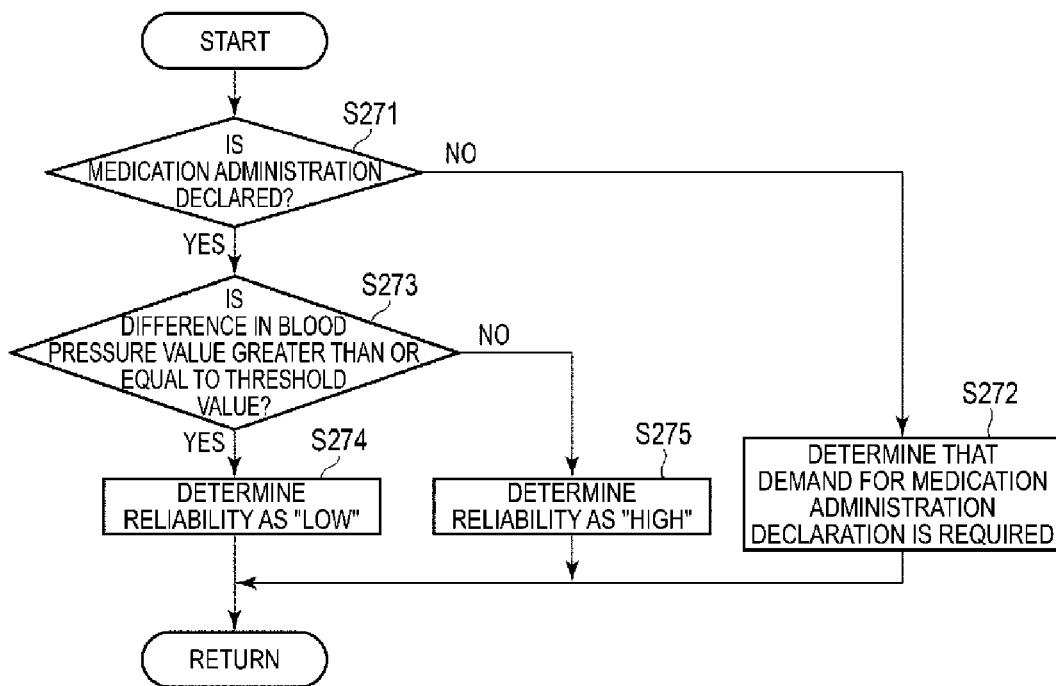 START
S271
IS
MEDICATION ADMINISTRATION
DECLARED?
NO
YES
S273
IS
DIFFERENCE IN BLOOD
PRESSURE VALUE GREATER THAN OR
EQUAL TO THRESHOLD
VALUE?
NO
YES
S274
DETERMINE
RELIABILITY AS "LOW"
S275
DETERMINE
RELIABILITY AS "HIGH"
S272
DETERMINE THAT
DEMAND FOR MEDICATION
ADMINISTRATION
DECLARATION IS REQUIRED
RETURN